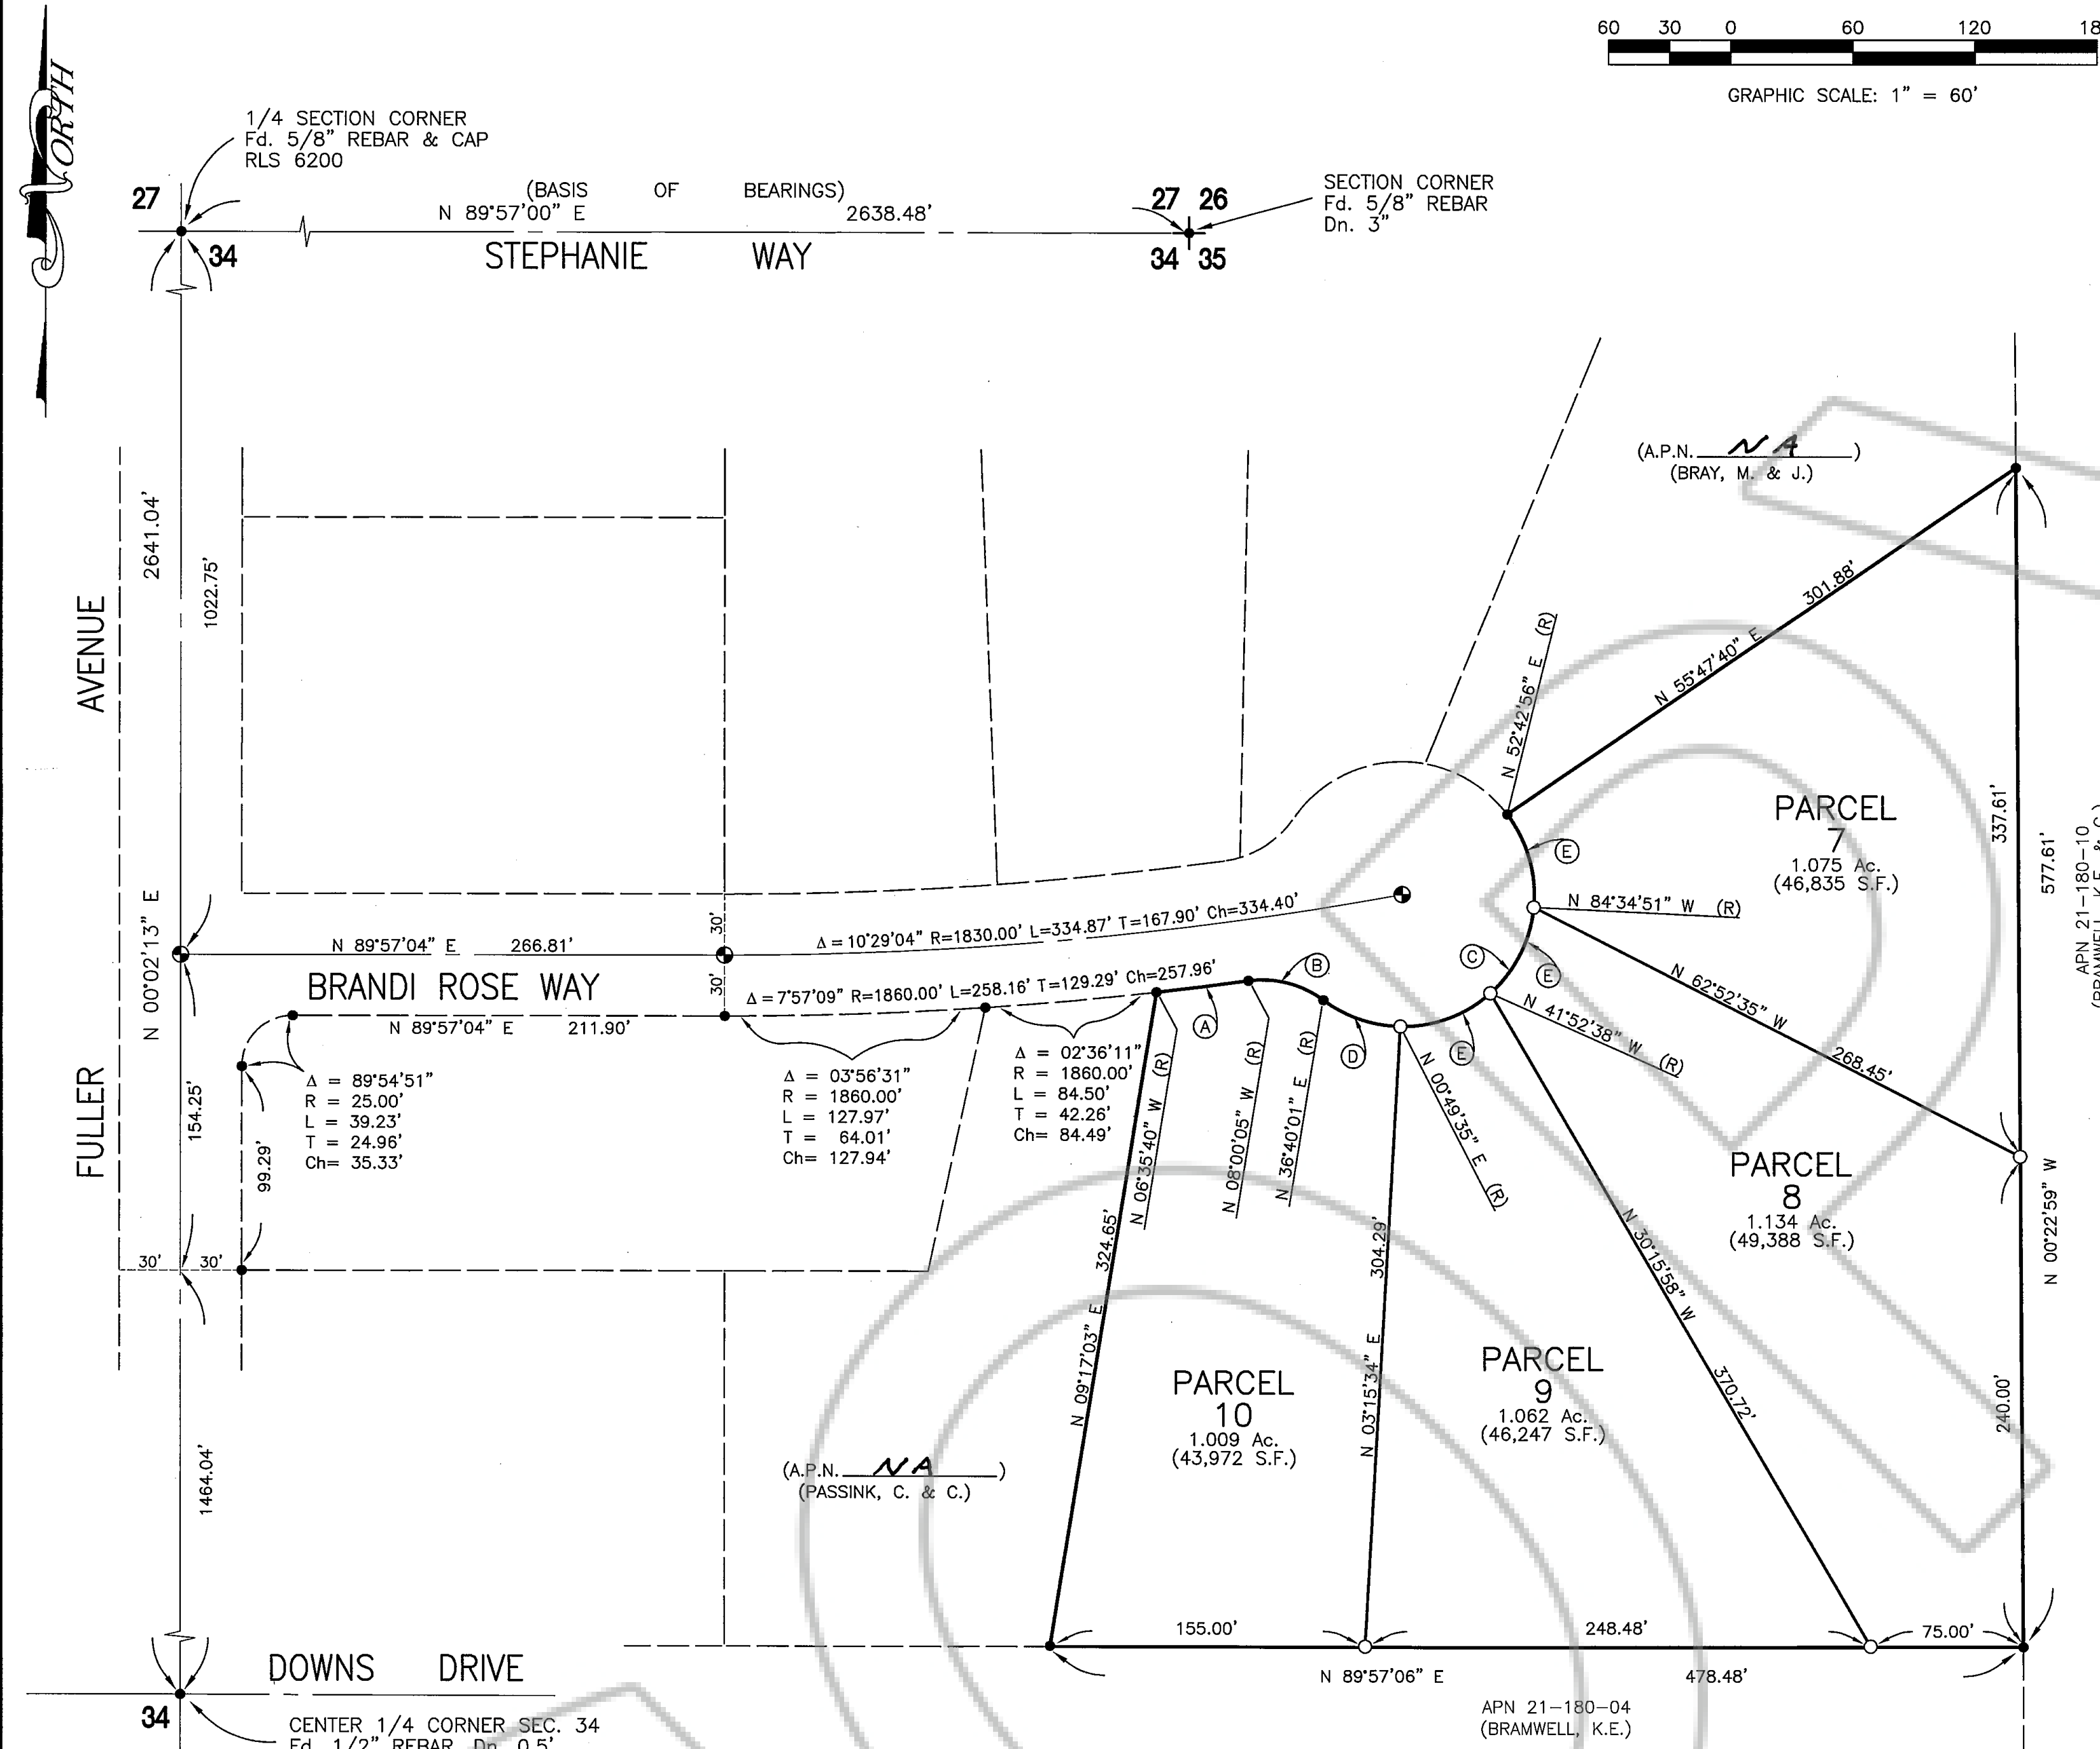 60 30 0 60 120 18
GRAPHIC SCALE: 1" = 60'
NORTH
1/4 SECTION CORNER
Fd. 5/8" REBAR & CAP
RLS 6200
27
34
(BASIS OF BEARINGS)
N 89°57'00" E 2638.48'
STEPHANIE WAY
27 26
34 35
SECTION CORNER
Fd. 5/8" REBAR
Dn. 3"
(A.P.N. NA )
(BRAY, M. & J.)
2641.04'
1022.75'
FULLER AVENUE
N 00°02'13" E
154.25'
99.29'
30' 30'
1464.04'
N 89°57'04" E 266.81'
BRANDI ROSE WAY
N 89°57'04" E 211.90'
30'
30'
Δ = 10°29'04" R=1830.00' L=334.87' T=167.90' Ch=334.40'
Δ = 7°57'09" R=1860.00' L=258.16' T=129.29' Ch=257.96'
Δ = 89°54'51"
R = 25.00'
L = 39.23'
T = 24.96'
Ch= 35.33'
Δ = 03°56'31"
R = 1860.00'
L = 127.97'
T = 64.01'
Ch= 127.94'
Δ = 02°36'11"
R = 1860.00'
L = 84.50'
T = 42.26'
Ch= 84.49'
A
B
C
D
E
E
E
N 52°42'56" E (R)
N 55°47'40" E
301.88'
PARCEL
7
1.075 Ac.
(46,835 S.F.)
337.61'
577.61'
APN 21-180-10
N 84°34'51" W (R)
N 62°52'35" W
268.45'
N 41°52'38" W (R)
N 00°49'35" E (R)
N 36°40'01" E (R)
N 08°00'05" W (R)
N 06°35'40" W (R)
PARCEL
8
1.134 Ac.
(49,388 S.F.)
N 00°22'59" W
240.00'
N 30°15'58" W
370.72'
PARCEL
9
1.062 Ac.
(46,247 S.F.)
304.29'
N 03°15'34" E
PARCEL
10
1.009 Ac.
(43,972 S.F.)
324.65'
N 09°17'03" E
(A.P.N. NA )
(PASSINK, C. & C.)
155.00'
248.48'
75.00'
N 89°57'06" E 478.48'
APN 21-180-04
(BRAMWELL, K.E.)
DOWNS DRIVE
34
CENTER 1/4 CORNER SEC. 34
Fd. 1/2" REBAR Dn. 0.5'